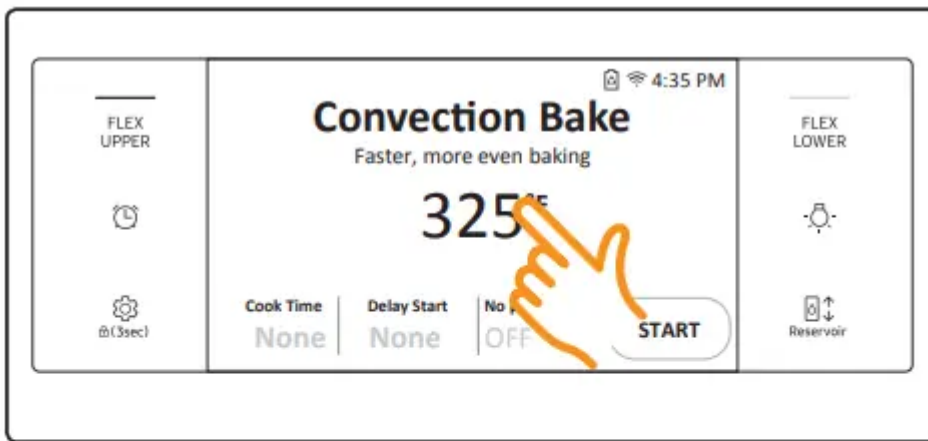 4:35 PM
FLEX
UPPER
Convection Bake
Faster, more even baking
FLEX
LOWER
325°F
Cook Time
None
Delay Start
None
No
OFF
START
(3sec)
Reservoir